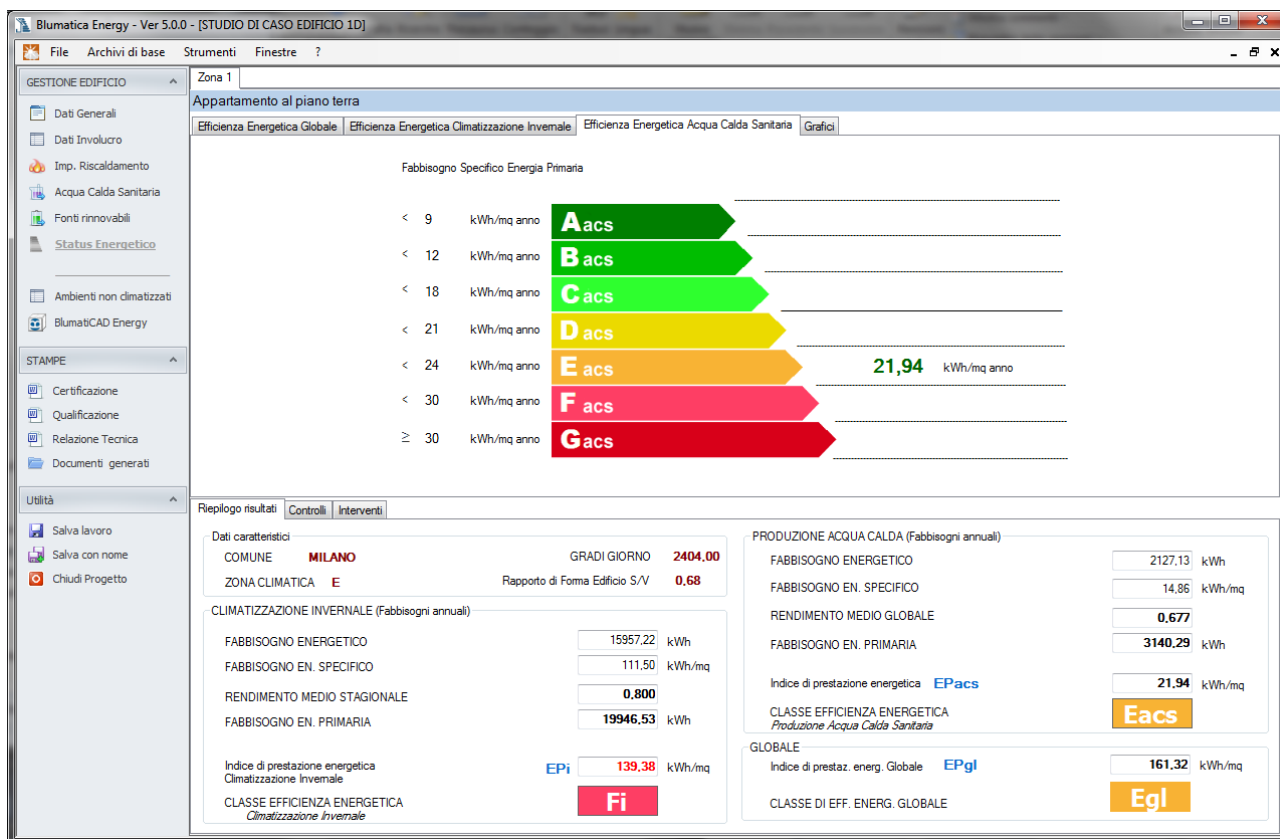 Blumatica Energy - Ver 5.0.0 - [STUDIO DI CASO EDIFICIO 1D]
File Archivi di base Strumenti Finestre ?
GESTIONE EDIFICIO
Dati Generali
Dati Involucro
Imp. Riscaldamento
Acqua Calda Sanitaria
Fonti rinnovabili
Status Energetico
Ambienti non climatizzati
BlumatiCAD Energy
STAMPE
Certificazione
Qualificazione
Relazione Tecnica
Documenti generati
Utilità
Salva lavoro
Salva con nome
Chiudi Progetto
Zona 1
Appartamento al piano terra
Efficienza Energetica Globale Efficienza Energetica Climatizzazione Invernale Efficienza Energetica Acqua Calda Sanitaria Grafici
Fabbisogno Specifico Energia Primaria
< 9 kWh/mq anno A acs
< 12 kWh/mq anno B acs
< 18 kWh/mq anno C acs
< 21 kWh/mq anno D acs
< 24 kWh/mq anno E acs 21,94 kWh/mq anno
< 30 kWh/mq anno F acs
≥ 30 kWh/mq anno G acs
Riepilogo risultati Controlli Interventi
Dati caratteristici
COMUNE MILANO GRADI GIORNO 2404,00
ZONA CLIMATICA E Rapporto di Forma Edificio S/V 0,68
CLIMATIZZAZIONE INVERNALE (Fabbisogni annuali)
FABBISOGNO ENERGETICO 15957,22 kWh
FABBISOGNO EN. SPECIFICO 111,50 kWh/mq
RENDIMENTO MEDIO STAGIONALE 0,800
FABBISOGNO EN. PRIMARIA 19946,53 kWh
Indice di prestazione energetica
Climatizzazione Invernale
EPi 139,38 kWh/mq
CLASSE EFFICIENZA ENERGETICA
Climatizzazione Invernale
Fi
PRODUZIONE ACQUA CALDA (Fabbisogni annuali)
FABBISOGNO ENERGETICO 2127,13 kWh
FABBISOGNO EN. SPECIFICO 14,86 kWh/mq
RENDIMENTO MEDIO GLOBALE 0,677
FABBISOGNO EN. PRIMARIA 3140,29 kWh
Indice di prestazione energetica EPacs 21,94 kWh/mq
CLASSE EFFICIENZA ENERGETICA
Produzione Acqua Calda Sanitaria
Eacs
GLOBALE
Indice di prestaz. energ. Globale EPgl 161,32 kWh/mq
CLASSE DI EFF. ENERG. GLOBALE Egl